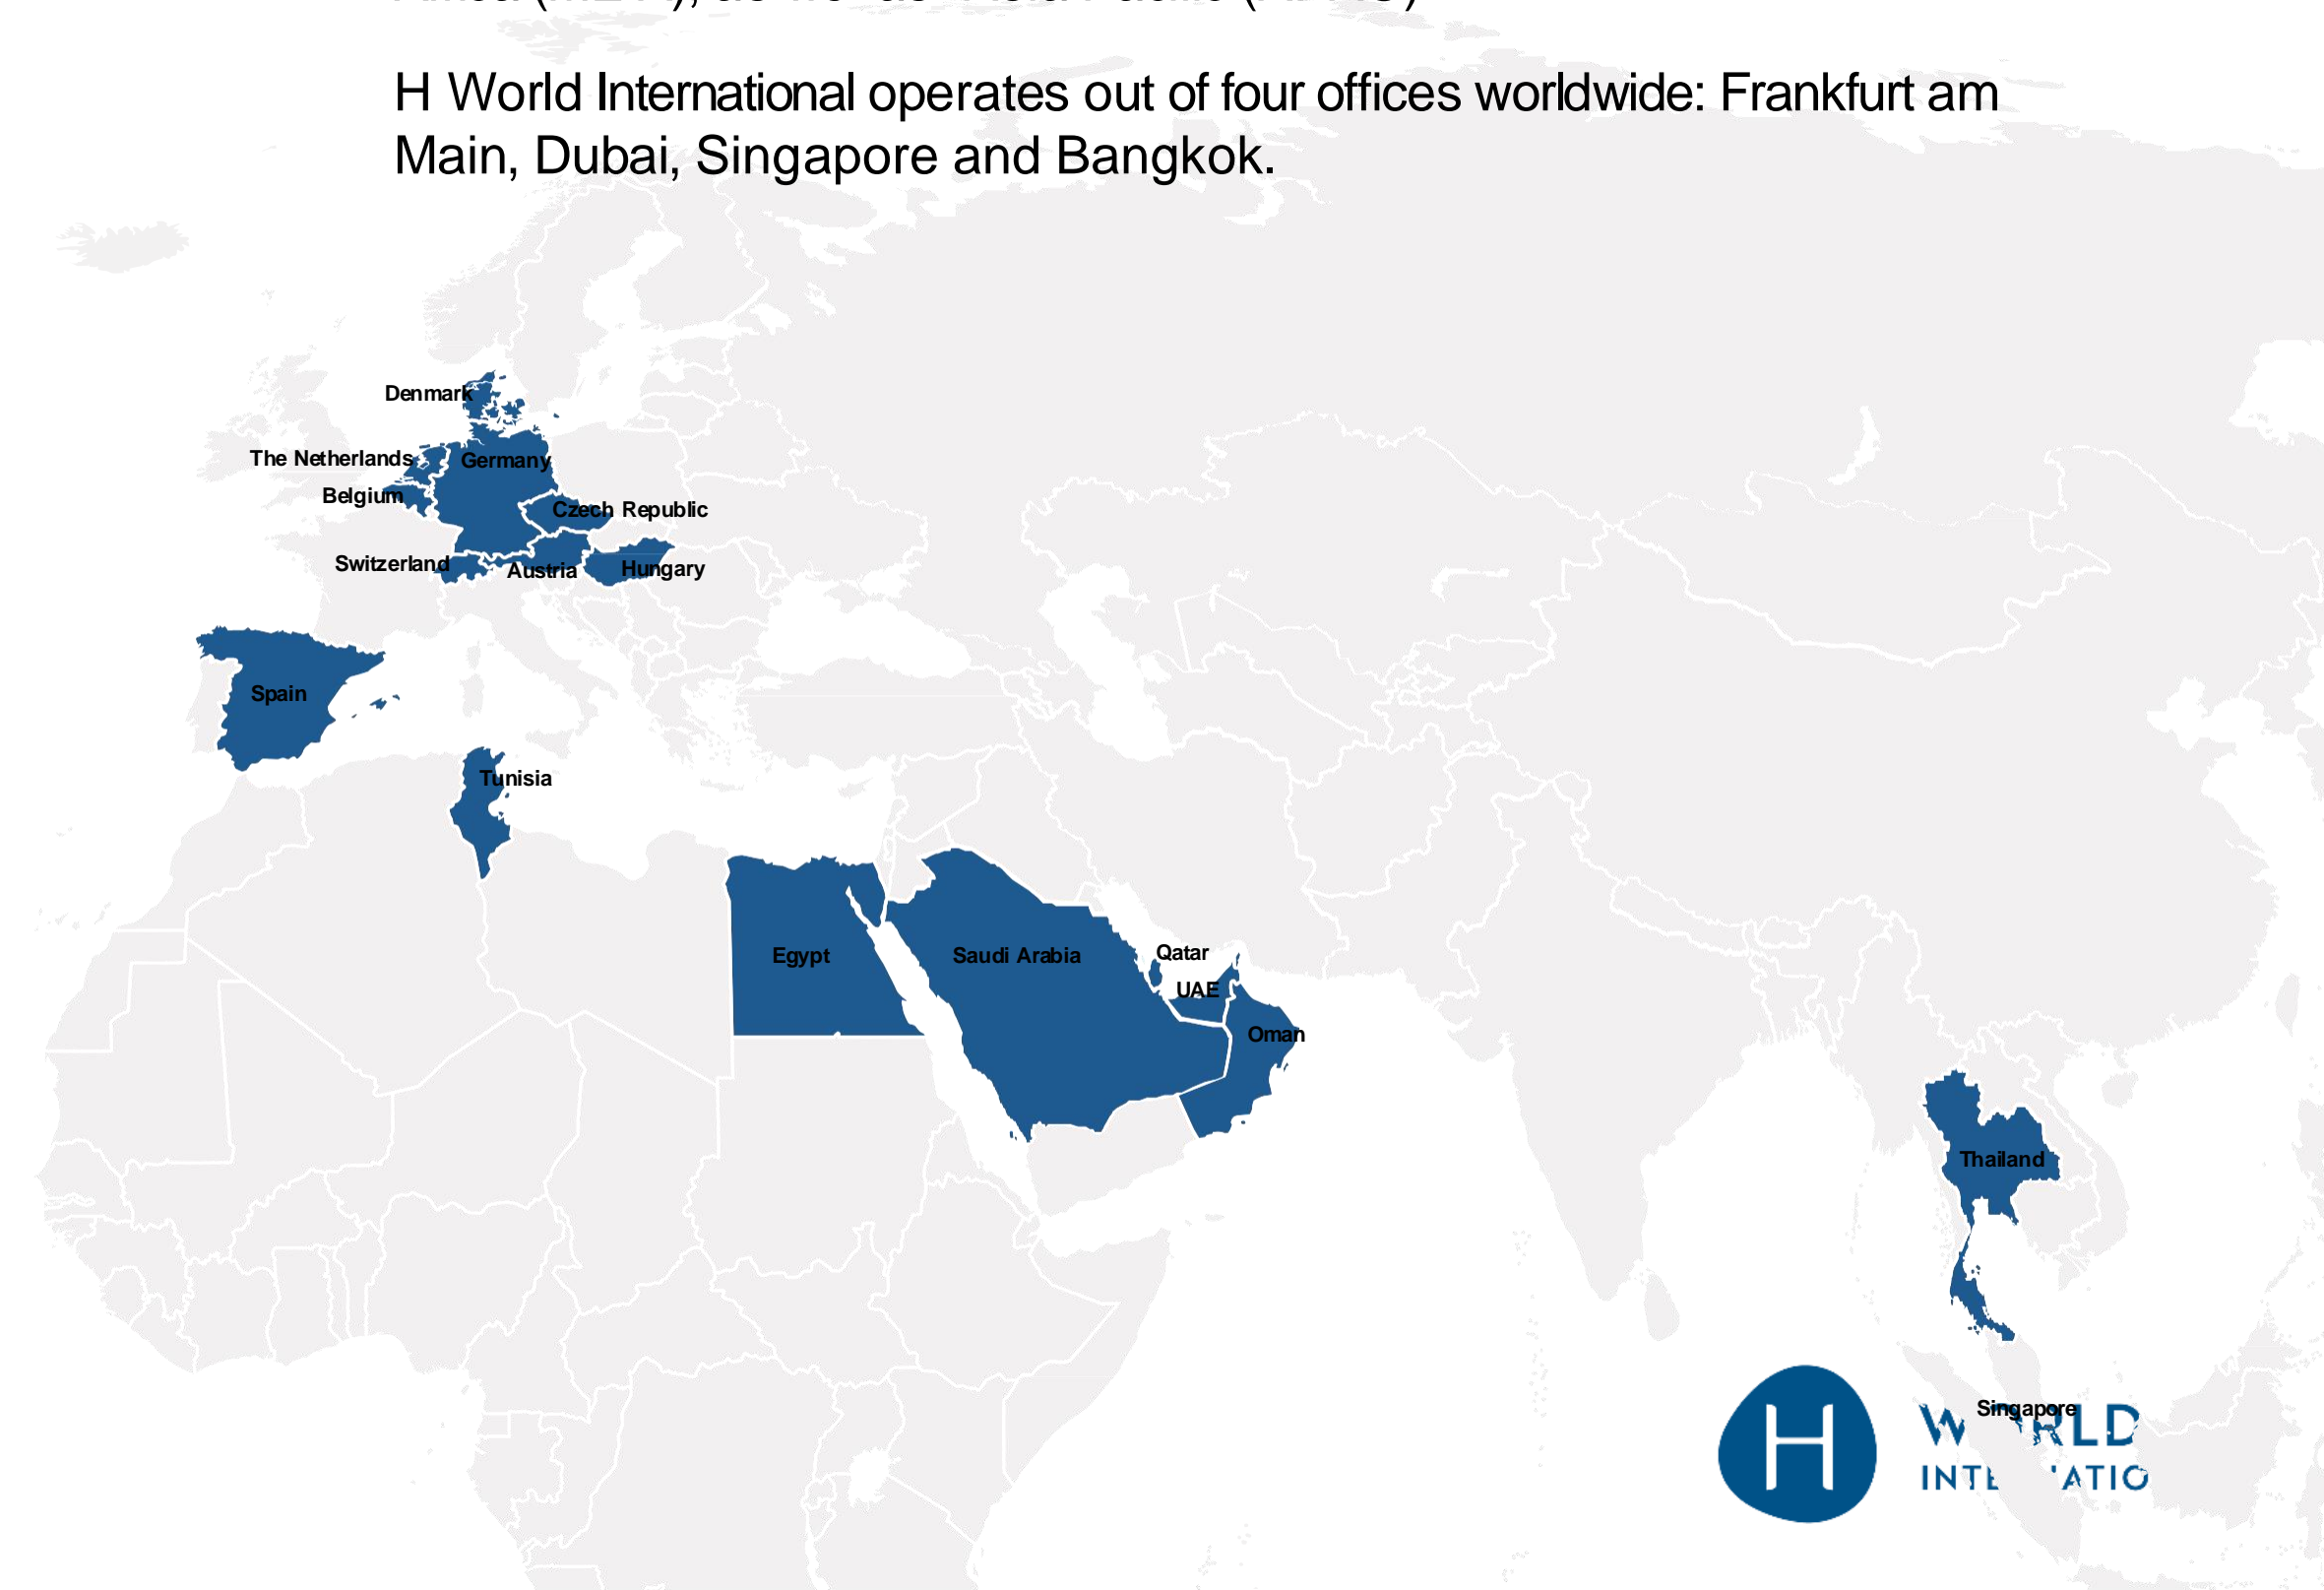 H World International operates out of four offices worldwide: Frankfurt am
Main, Dubai, Singapore and Bangkok.
Denmark
The Netherlands
Germany
Belgium
Czech Republic
Switzerland
Austria
Hungary
Spain
Tunisia
Egypt
Saudi Arabia
Qatar
UAE
Oman
Thailand
Singapore
H